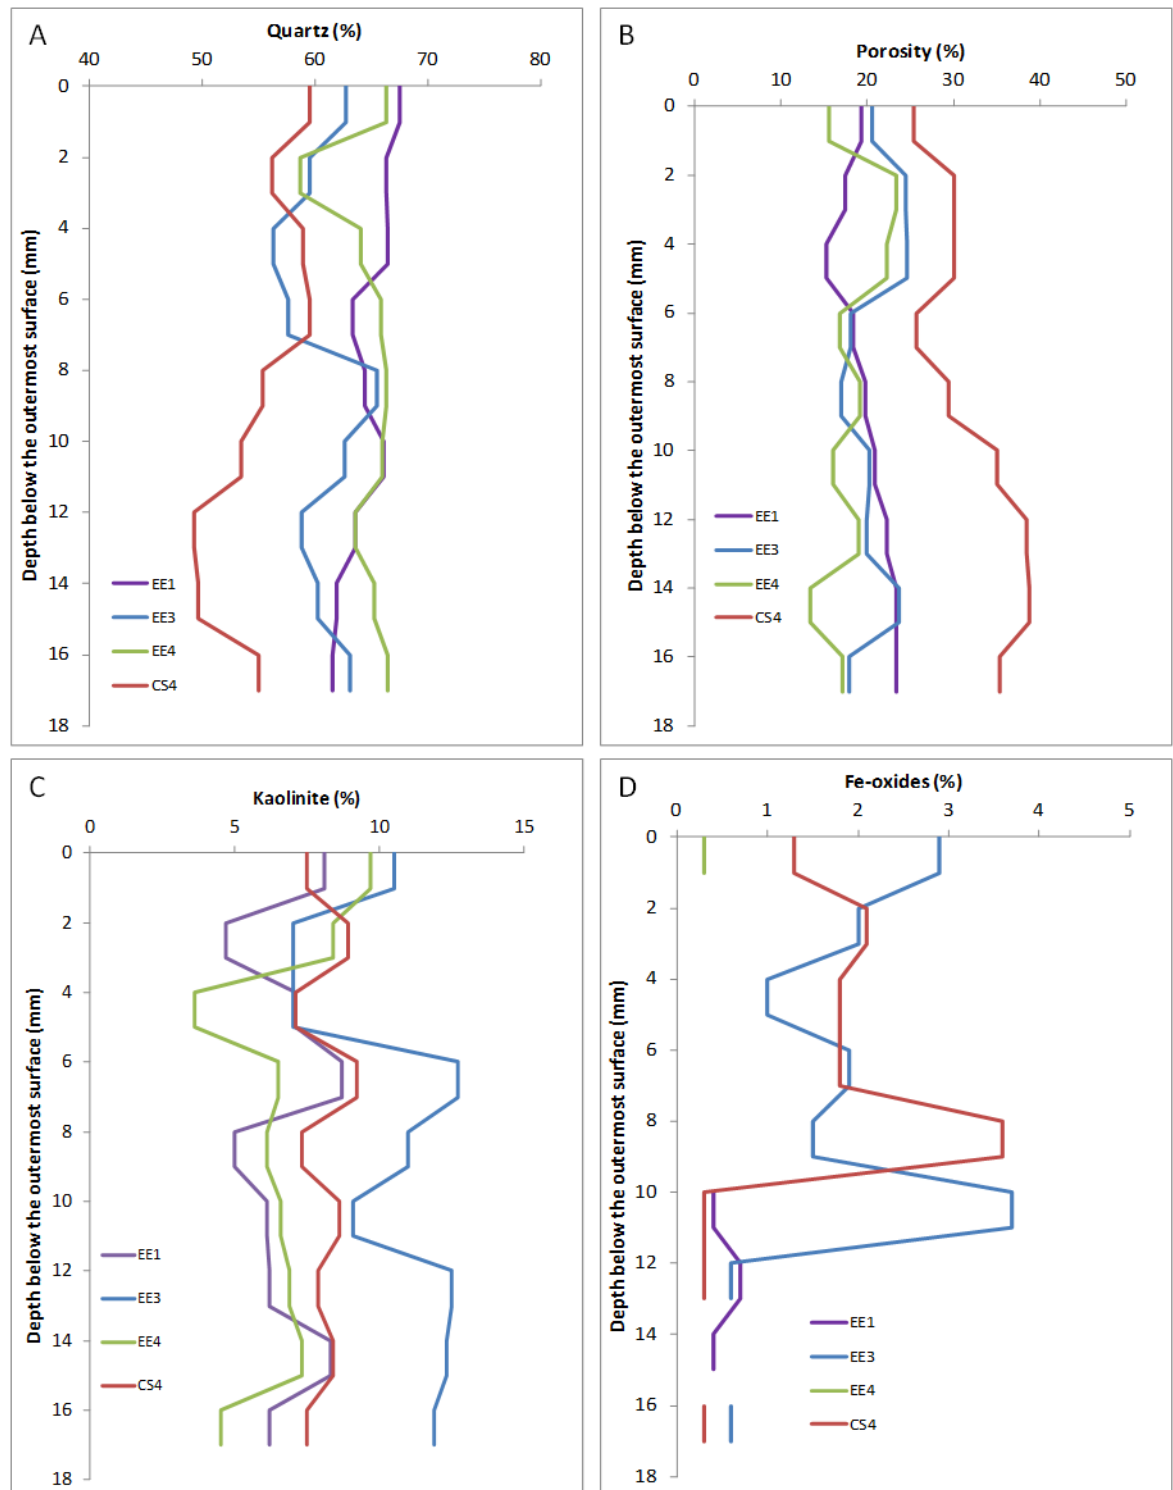 A
Quartz (%)
40 50 60 70 80
0
2
4
6
8
10
12
14
16
18
Depth below the outermost surface (mm)
EE1
EE3
EE4
CS4
B
Porosity (%)
0 10 20 30 40 50
0
2
4
6
8
10
12
14
16
18
Depth below the outermost surface (mm)
EE1
EE3
EE4
CS4
C
Kaolinite (%)
0 5 10 15
0
2
4
6
8
10
12
14
16
18
Depth below the outermost surface (mm)
EE1
EE3
EE4
CS4
D
Fe-oxides (%)
0 1 2 3 4 5
0
2
4
6
8
10
12
14
16
18
Depth below the outermost surface (mm)
EE1
EE3
EE4
CS4